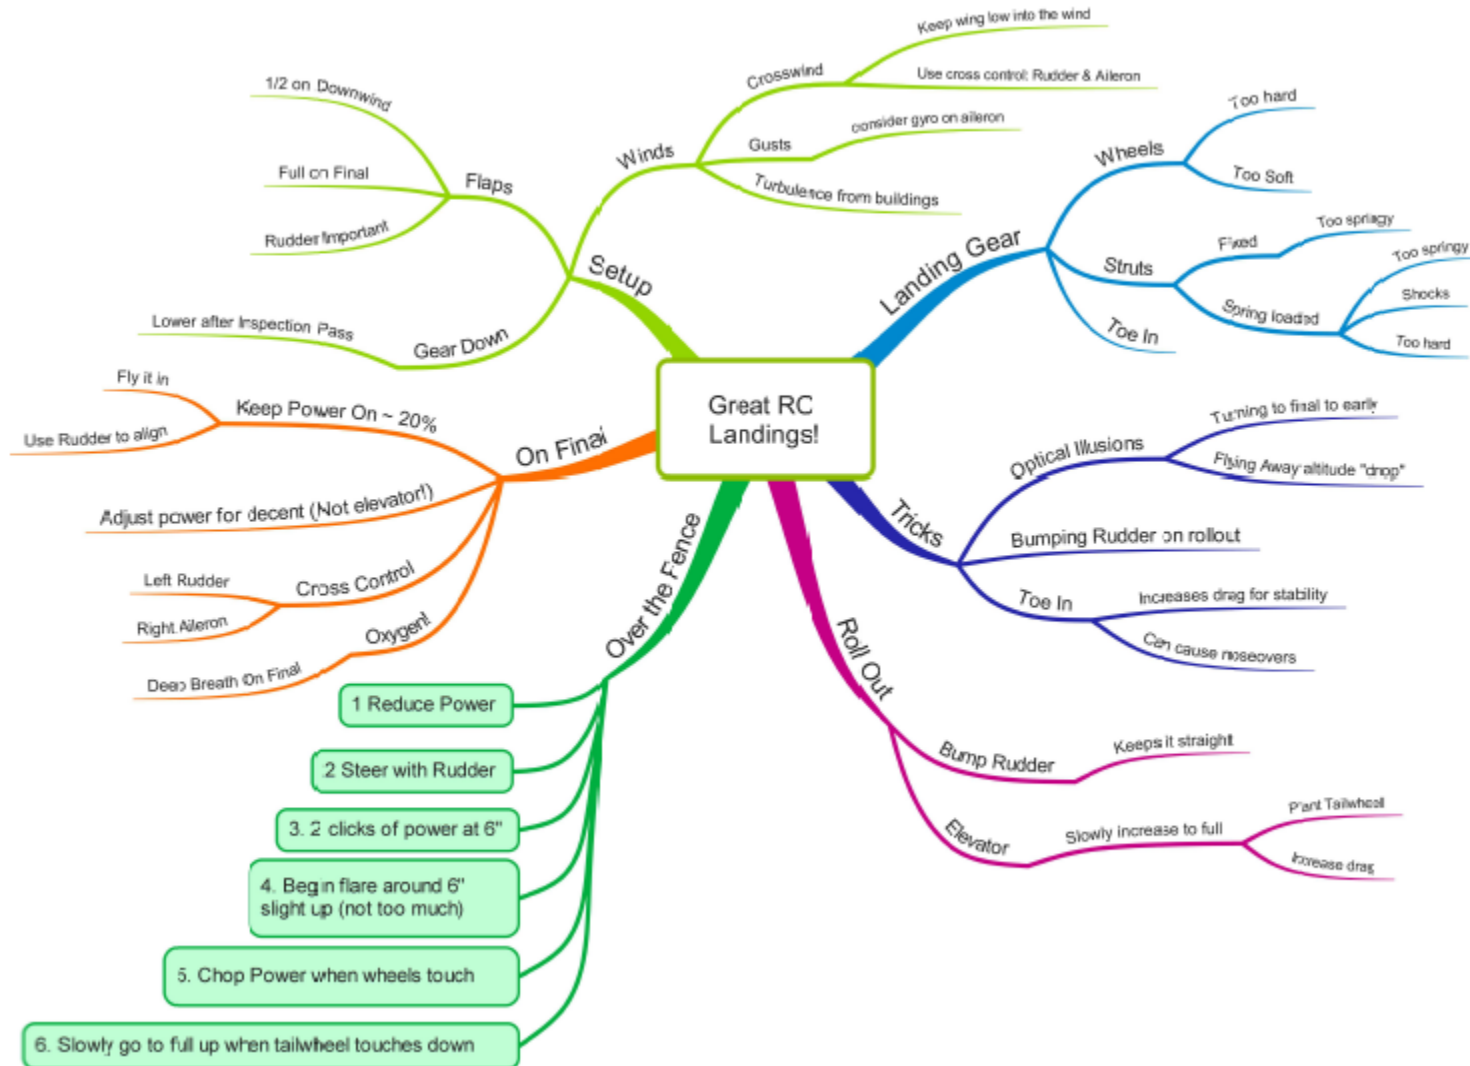 Great RC
Landings!
Setup
Flaps
1/2 on Downwind
Full on Final
Rudder Important
Winds
Crosswind
Keep wing low into the wind
Use cross control: Rudder & Aileron
Gusts
consider gyro on aileron
Turbulence from buildings
Gear Down
Lower after Inspection Pass
Landing Gear
Wheels
Too hard
Too Soft
Struts
Fixed
Too springy
Spring loaded
Too springy
Shocks
Too hard
Toe In
On Final
Keep Power On ~ 20%
Fly it in
Use Rudder to align
Adjust power for decent (Not elevator!)
Cross Control
Left Rudder
Right Aileron
Oxygen!
Deep Breath On Final
Tricks
Optical Illusions
Turning to final to early
Flying Away altitude "drop"
Bumping Rudder on rollout
Toe In
Increases drag for stability
Can cause noseovers
Over the Fence
1 Reduce Power
2 Steer with Rudder
3. 2 clicks of power at 6"
4. Begin flare around 6"
slight up (not too much)
5. Chop Power when wheels touch
6. Slowly go to full up when tailwheel touches down
Roll Out
Bump Rudder
Keeps it straight
Elevator
Slowly increase to full
Plant Tailwheel
Increase drag